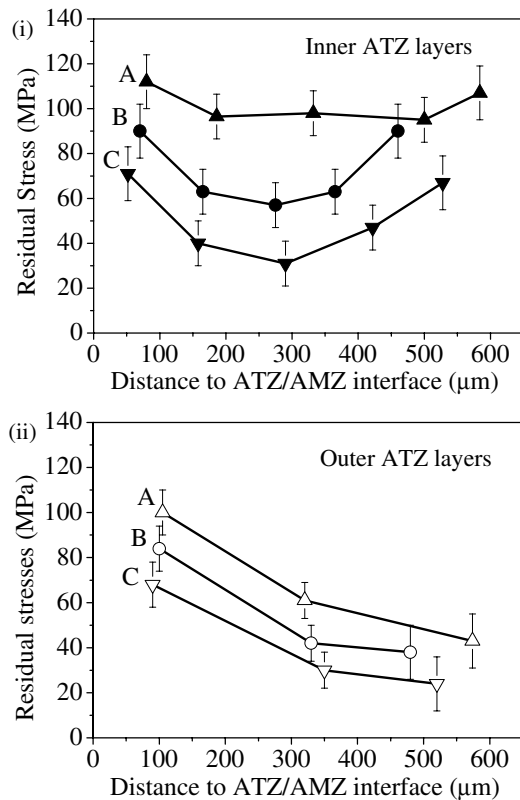 (i)
Inner ATZ layers
A
B
C
Residual Stress (MPa)
140
120
100
80
60
40
20
0
0 100 200 300 400 500 600
Distance to ATZ/AMZ interface (µm)
(ii)
Outer ATZ layers
A
B
C
Residual stresses (MPa)
140
120
100
80
60
40
20
0
0 100 200 300 400 500 600
Distance to ATZ/AMZ interface (µm)